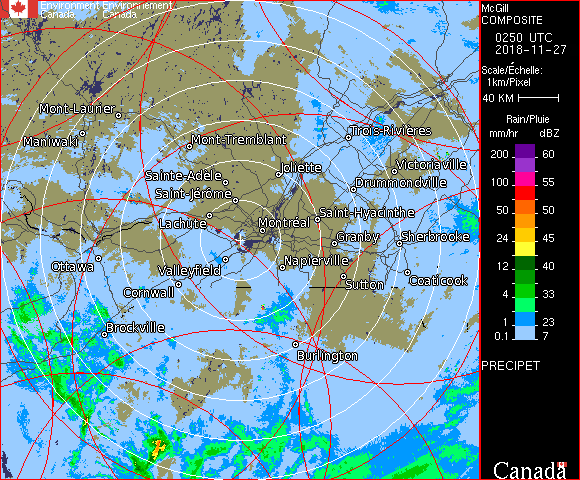 Environment Environnement
Canada Canada
McGill
COMPOSITE
0250 UTC
2018-11-27
Scale/Échelle:
1km/Pixel
40 KM
Rain/Pluie
mm/hr dBZ
200 60
100 55
50 50
24 45
12 40
4 33
1 23
0.1 7
PRECIPET
Canada
Mont-Laurier
Maniwaki
Mont-Tremblant
Trois-Rivières
Joliette
Victoriaville
Sainte-Adèle
Saint-Jérôme
Drummondville
Lachute
Saint-Hyacinthe
Montréal
Granby
Sherbrooke
Ottawa
Valleyfield
Napierville
Cornwall
Sutton
Coaticook
Brockville
Burlington